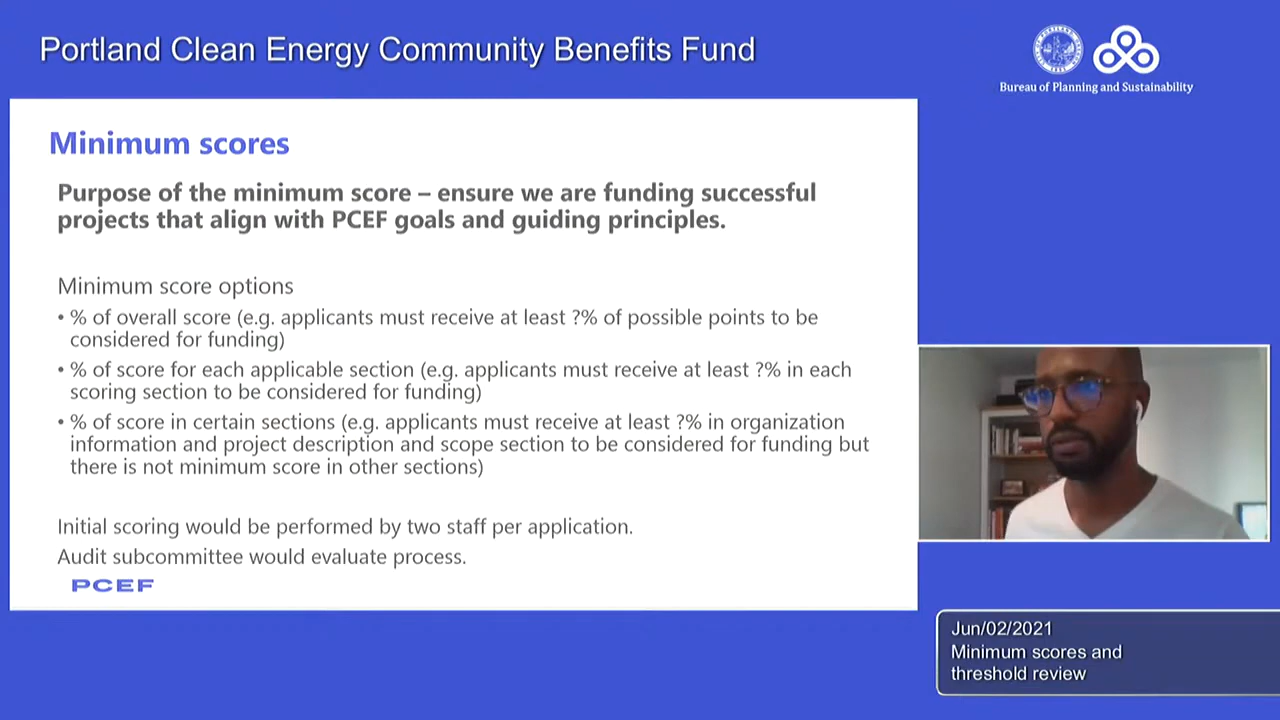 Portland Clean Energy Community Benefits Fund
Bureau of Planning and Sustainability
Minimum scores
Purpose of the minimum score – ensure we are funding successful
projects that align with PCEF goals and guiding principles.
Minimum score options
• % of overall score (e.g. applicants must receive at least ?% of possible points to be
considered for funding)
• % of score for each applicable section (e.g. applicants must receive at least ?% in each
scoring section to be considered for funding)
• % of score in certain sections (e.g. applicants must receive at least ?% in organization
information and project description and scope section to be considered for funding but
there is not minimum score in other sections)
Initial scoring would be performed by two staff per application.
Audit subcommittee would evaluate process.
PCEF
Jun/02/2021
Minimum scores and
threshold review